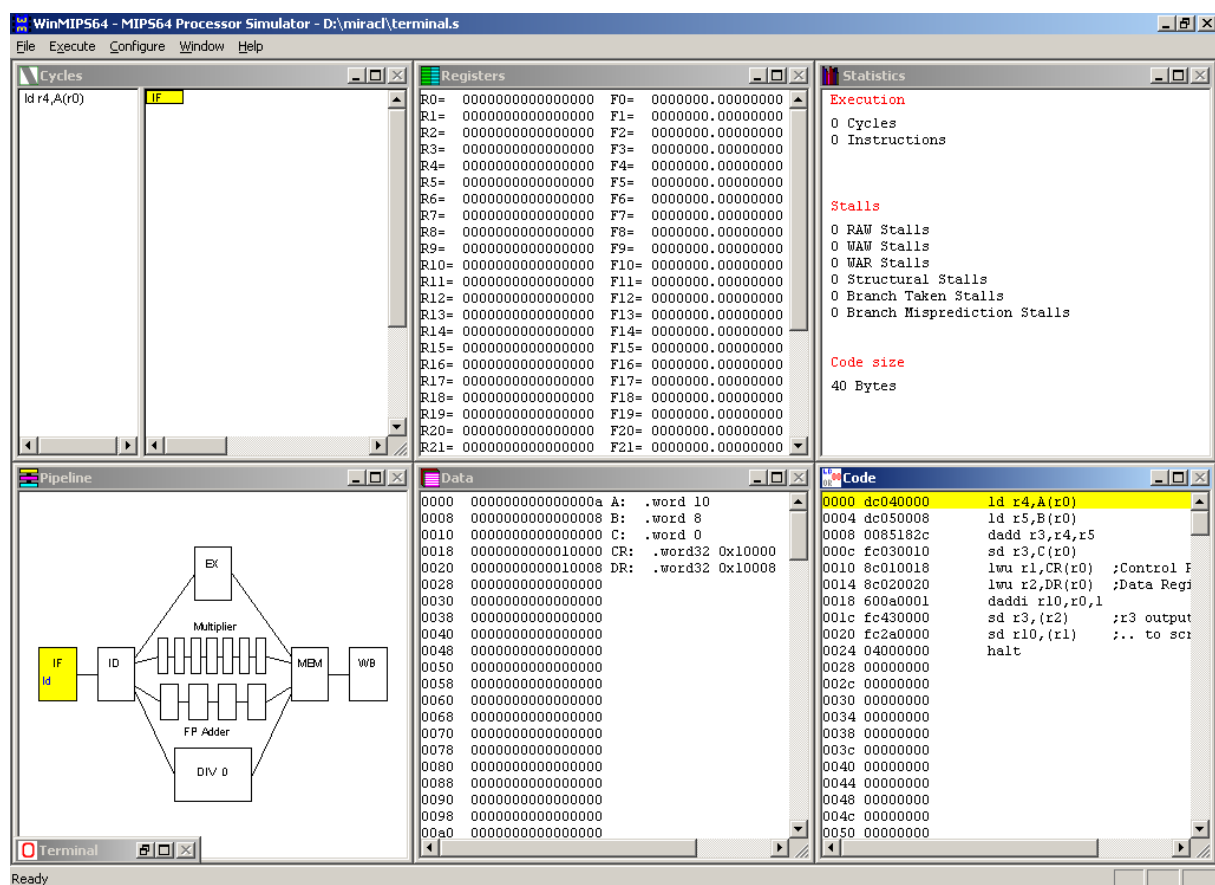 WinMIPS64 - MIPS64 Processor Simulator - D:\miracl\terminal.s
File Execute Configure Window Help
Cycles
ld r4,A(r0)
IF
Registers
R0= 0000000000000000 F0= 0000000.00000000
R1= 0000000000000000 F1= 0000000.00000000
R2= 0000000000000000 F2= 0000000.00000000
R3= 0000000000000000 F3= 0000000.00000000
R4= 0000000000000000 F4= 0000000.00000000
R5= 0000000000000000 F5= 0000000.00000000
R6= 0000000000000000 F6= 0000000.00000000
R7= 0000000000000000 F7= 0000000.00000000
R8= 0000000000000000 F8= 0000000.00000000
R9= 0000000000000000 F9= 0000000.00000000
R10= 0000000000000000 F10= 0000000.00000000
R11= 0000000000000000 F11= 0000000.00000000
R12= 0000000000000000 F12= 0000000.00000000
R13= 0000000000000000 F13= 0000000.00000000
R14= 0000000000000000 F14= 0000000.00000000
R15= 0000000000000000 F15= 0000000.00000000
R16= 0000000000000000 F16= 0000000.00000000
R17= 0000000000000000 F17= 0000000.00000000
R18= 0000000000000000 F18= 0000000.00000000
R19= 0000000000000000 F19= 0000000.00000000
R20= 0000000000000000 F20= 0000000.00000000
R21= 0000000000000000 F21= 0000000.00000000
Statistics
Execution
0 Cycles
0 Instructions
Stalls
0 RAW Stalls
0 WAW Stalls
0 WAR Stalls
0 Structural Stalls
0 Branch Taken Stalls
0 Branch Misprediction Stalls
Code size
40 Bytes
Pipeline
EX
Multiplier
IF
ld
ID
MEM
WB
FP Adder
DIV 0
Terminal
Data
0000 000000000000000a A: .word 10
0008 0000000000000008 B: .word 8
0010 0000000000000000 C: .word 0
0018 0000000000010000 CR: .word32 0x10000
0020 0000000000010008 DR: .word32 0x10008
0028 0000000000000000
0030 0000000000000000
0038 0000000000000000
0040 0000000000000000
0048 0000000000000000
0050 0000000000000000
0058 0000000000000000
0060 0000000000000000
0068 0000000000000000
0070 0000000000000000
0078 0000000000000000
0080 0000000000000000
0088 0000000000000000
0090 0000000000000000
0098 0000000000000000
00a0 0000000000000000
Code
0000 dc040000 ld r4,A(r0)
0004 dc050008 ld r5,B(r0)
0008 0085182c dadd r3,r4,r5
000c fc030010 sd r3,C(r0)
0010 8c010018 lwu r1,CR(r0) ;Control
0014 8c020020 lwu r2,DR(r0) ;Data Regi
0018 600a0001 daddi r10,r0,1
001c fc430000 sd r3,(r2) ;r3 output
0020 fc2a0000 sd r10,(r1) ;.. to scr
0024 04000000 halt
0028 00000000
002c 00000000
0030 00000000
0034 00000000
0038 00000000
003c 00000000
0040 00000000
0044 00000000
0048 00000000
004c 00000000
0050 00000000
Ready